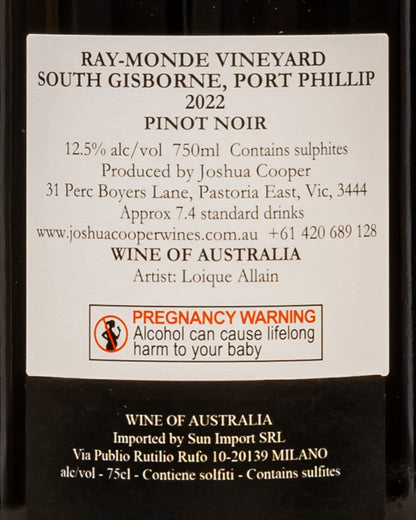 RAY-MONDE VINEYARD
SOUTH GISBORNE, PORT PHILLIP
2022
PINOT NOIR
12.5% alc/vol 750ml Contains sulphites
Produced by Joshua Cooper
31 Perc Boyers Lane, Pastoria East, Vic, 3444
Approx 7.4 standard drinks
www.joshuacooperwines.com.au +61 420 689 128
WINE OF AUSTRALIA
Artist: Loique Allain
PREGNANCY WARNING
Alcohol can cause lifelong
harm to your baby
WINE OF AUSTRALIA
Imported by Sun Import SRL
Via Publio Rutilio Rufo 10-20139 MILANO
alc/vol - 75cl - Contiene solfiti - Contains sulfites